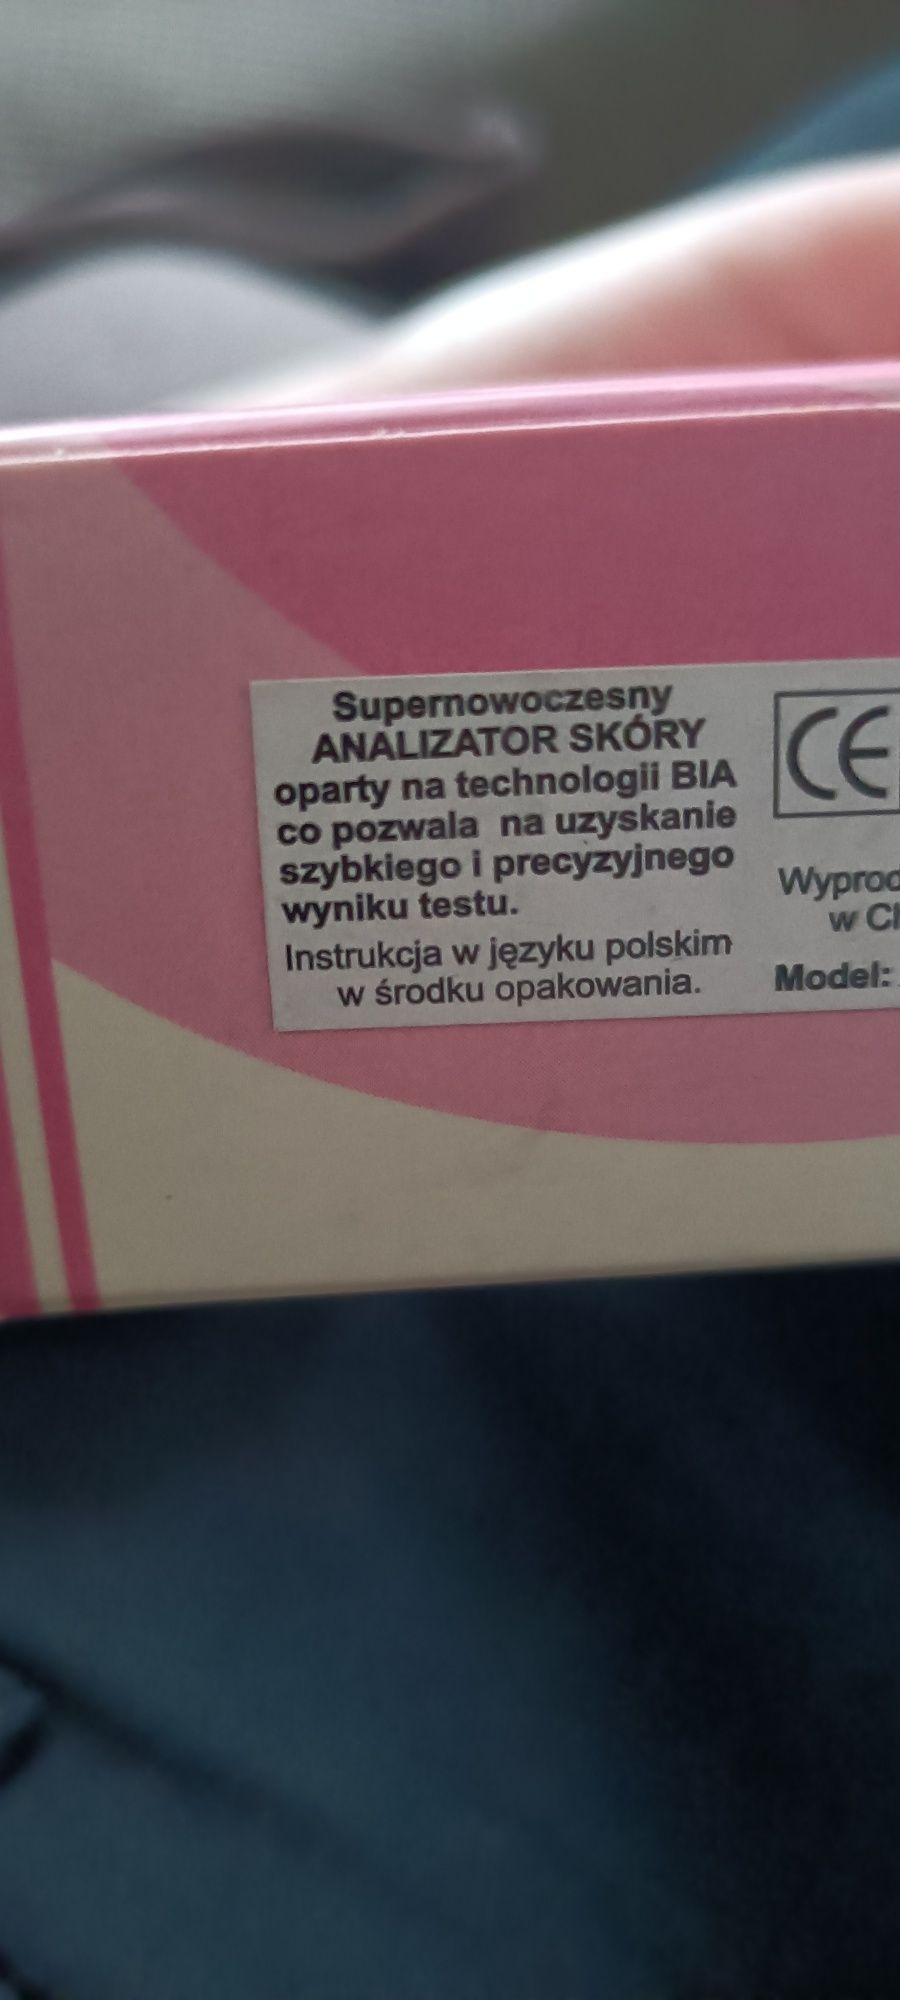 Supernowoczesny
ANALIZATOR SKÓRY
oparty na technologii BIA
co pozwala na uzyskanie
szybkiego i precyzyjnego
wyniku testu.
Instrukcja w języku polskim
w środku opakowania.
CE
w
Model: